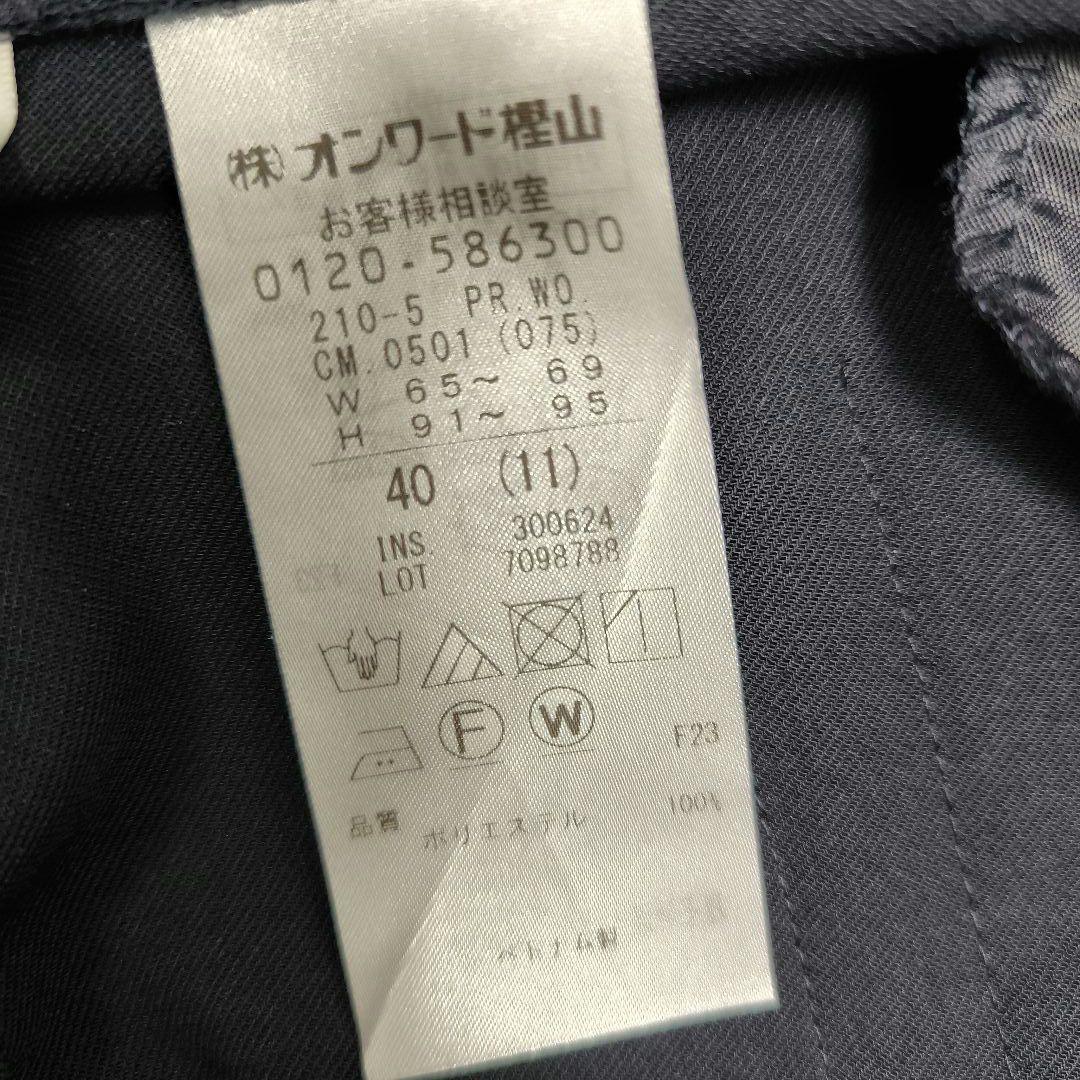 (株)オンワード樫山
お客様相談室
0120-586300
210-5 PR.WO.
CM.0501 (075)
W 65～ 69
H 91～ 95
40 (11)
INS. 300624
LOT 7098788
F W F23
品質 ポリエステル 100%
ベトナム製